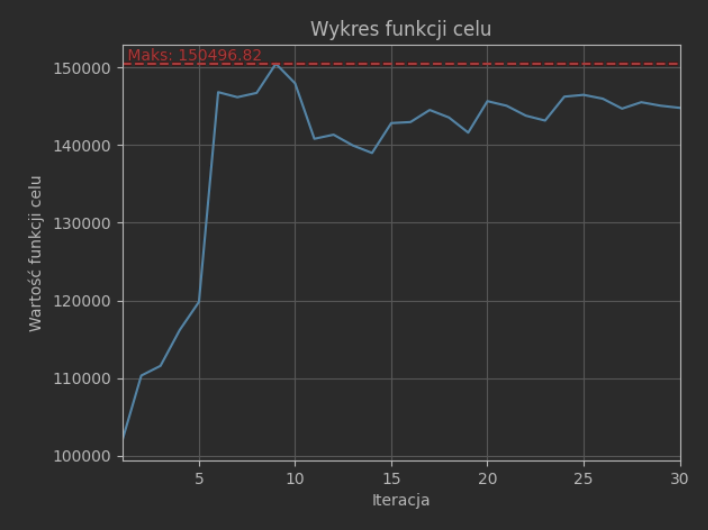 Wykres funkcji celu
Maks: 150496.82
150000
140000
130000
120000
110000
100000
Wartość funkcji celu
5 10 15 20 25 30
Iteracja